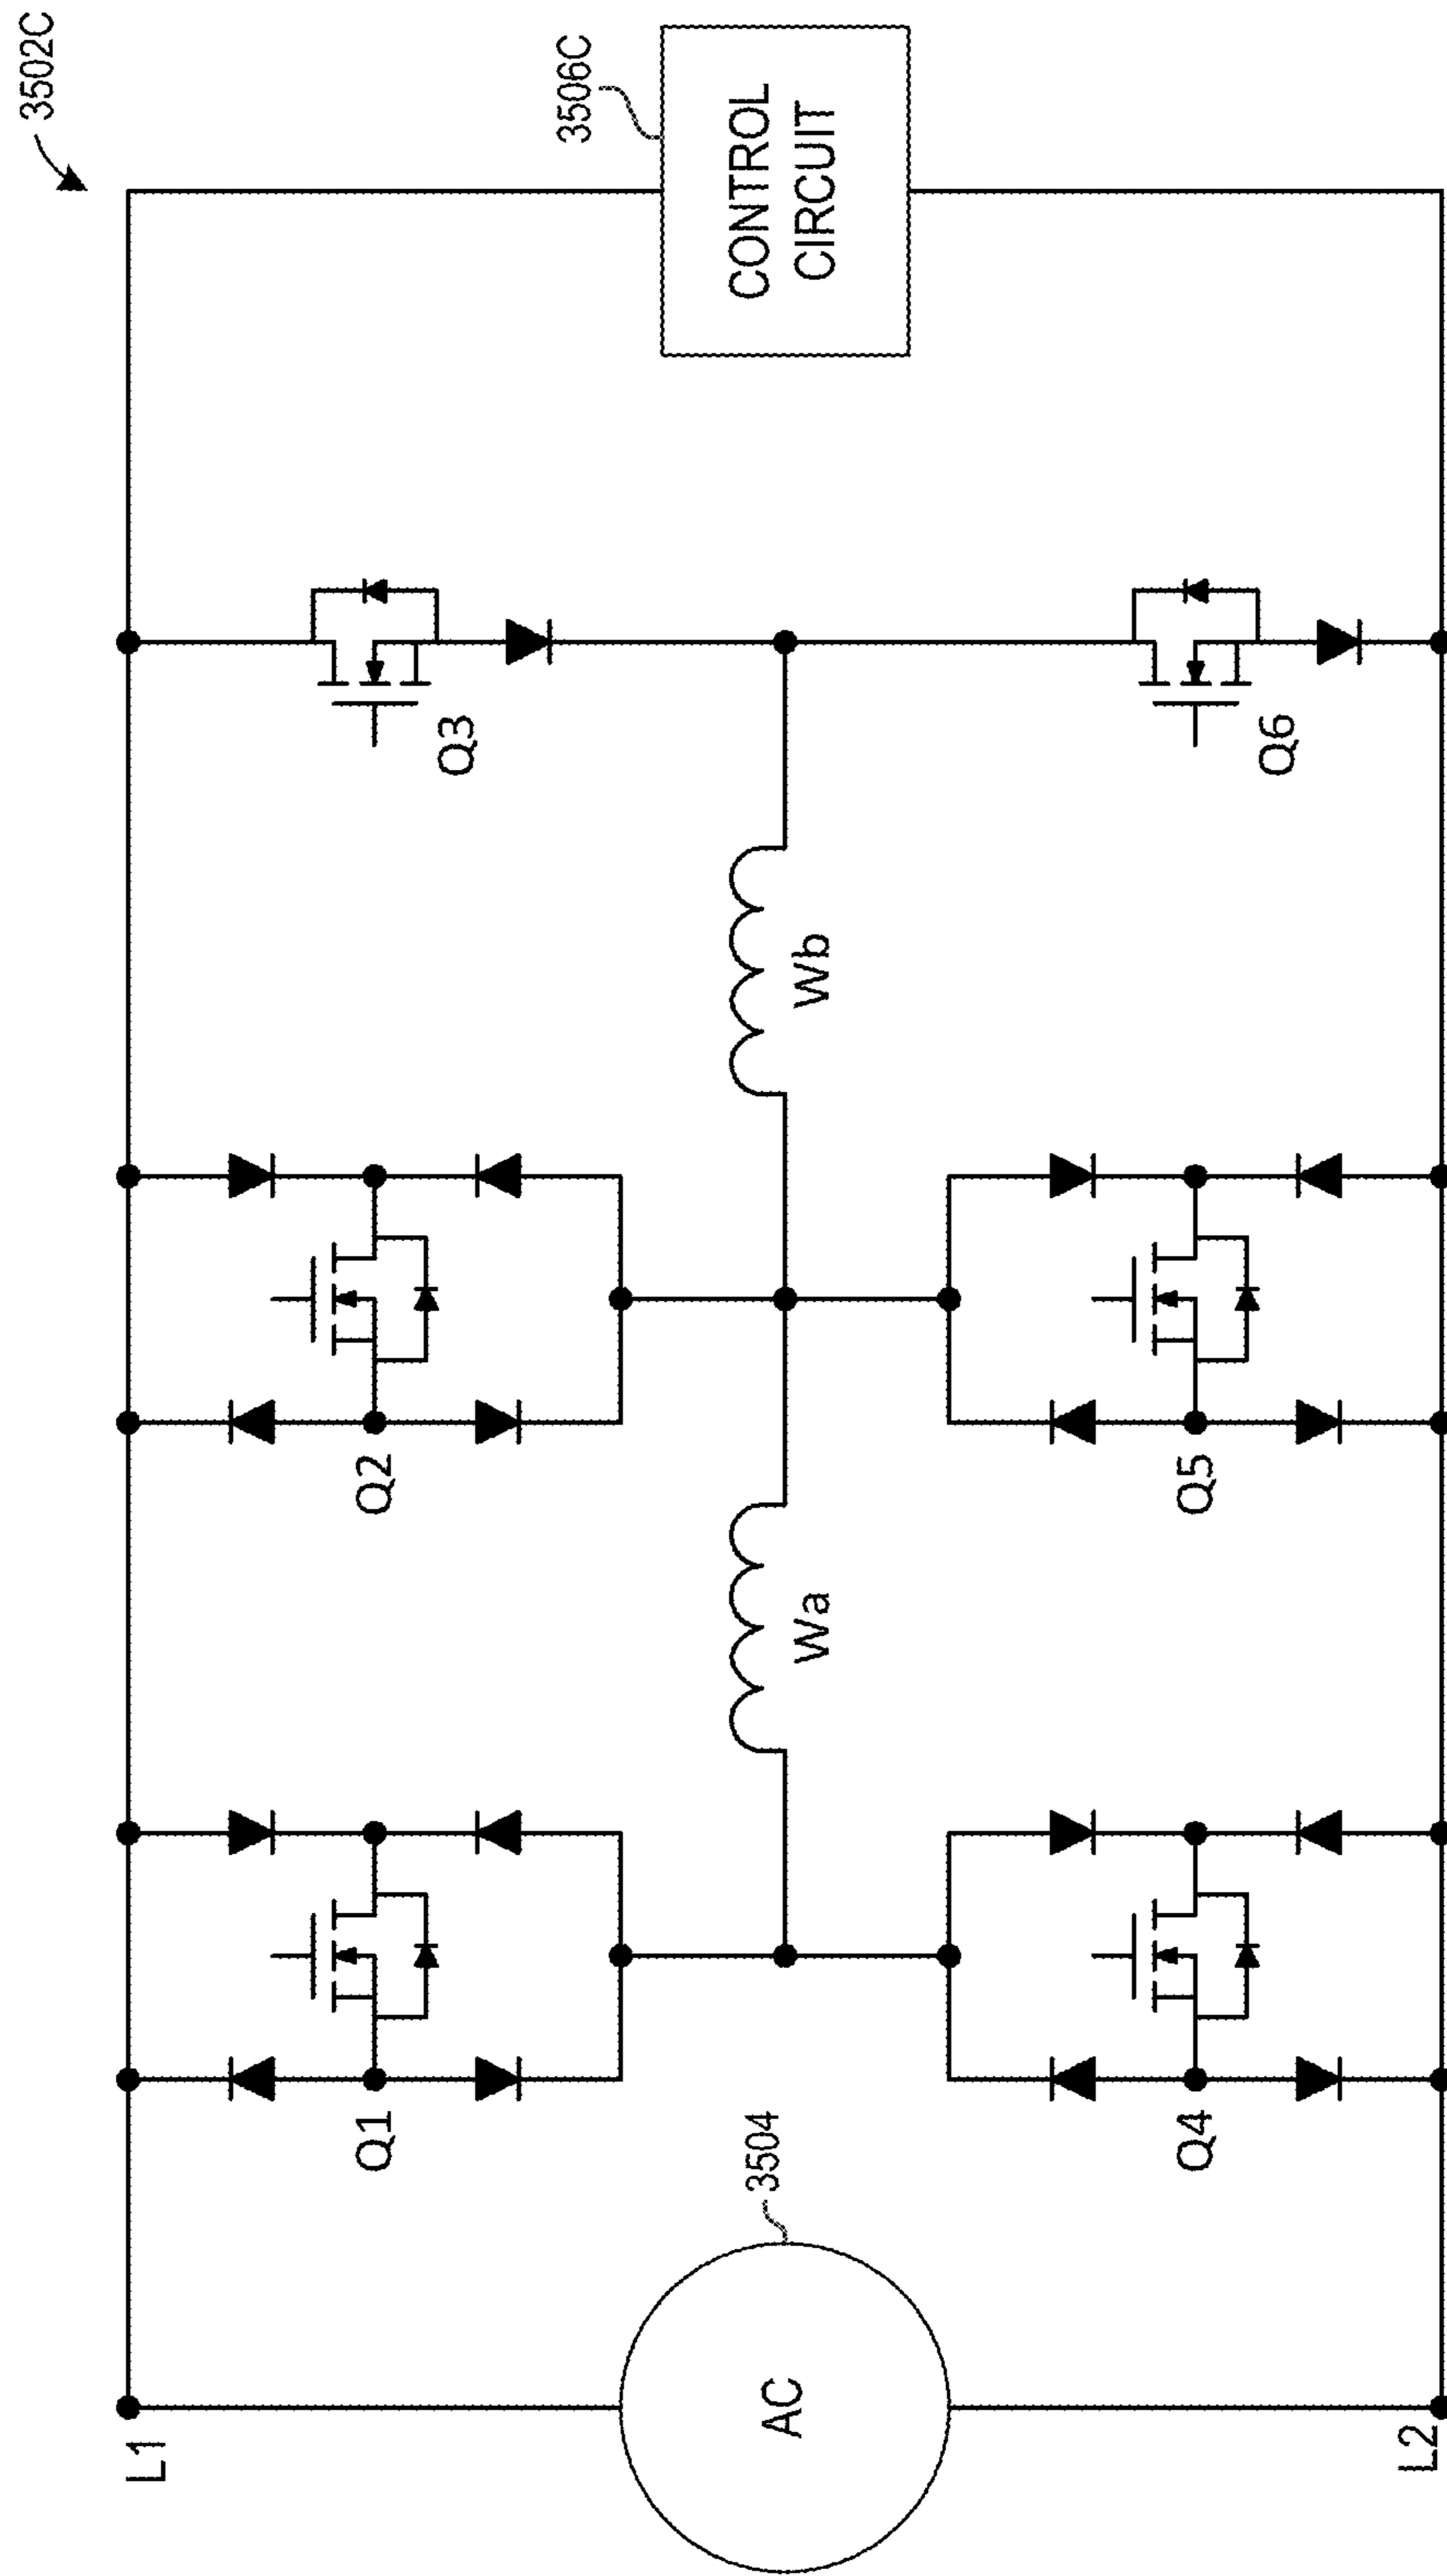 3502C
L1
Q1
Q2
Q3
3506C
CONTROL
CIRCUIT
AC
3504
Wa
Wb
Q4
Q5
Q6
L2